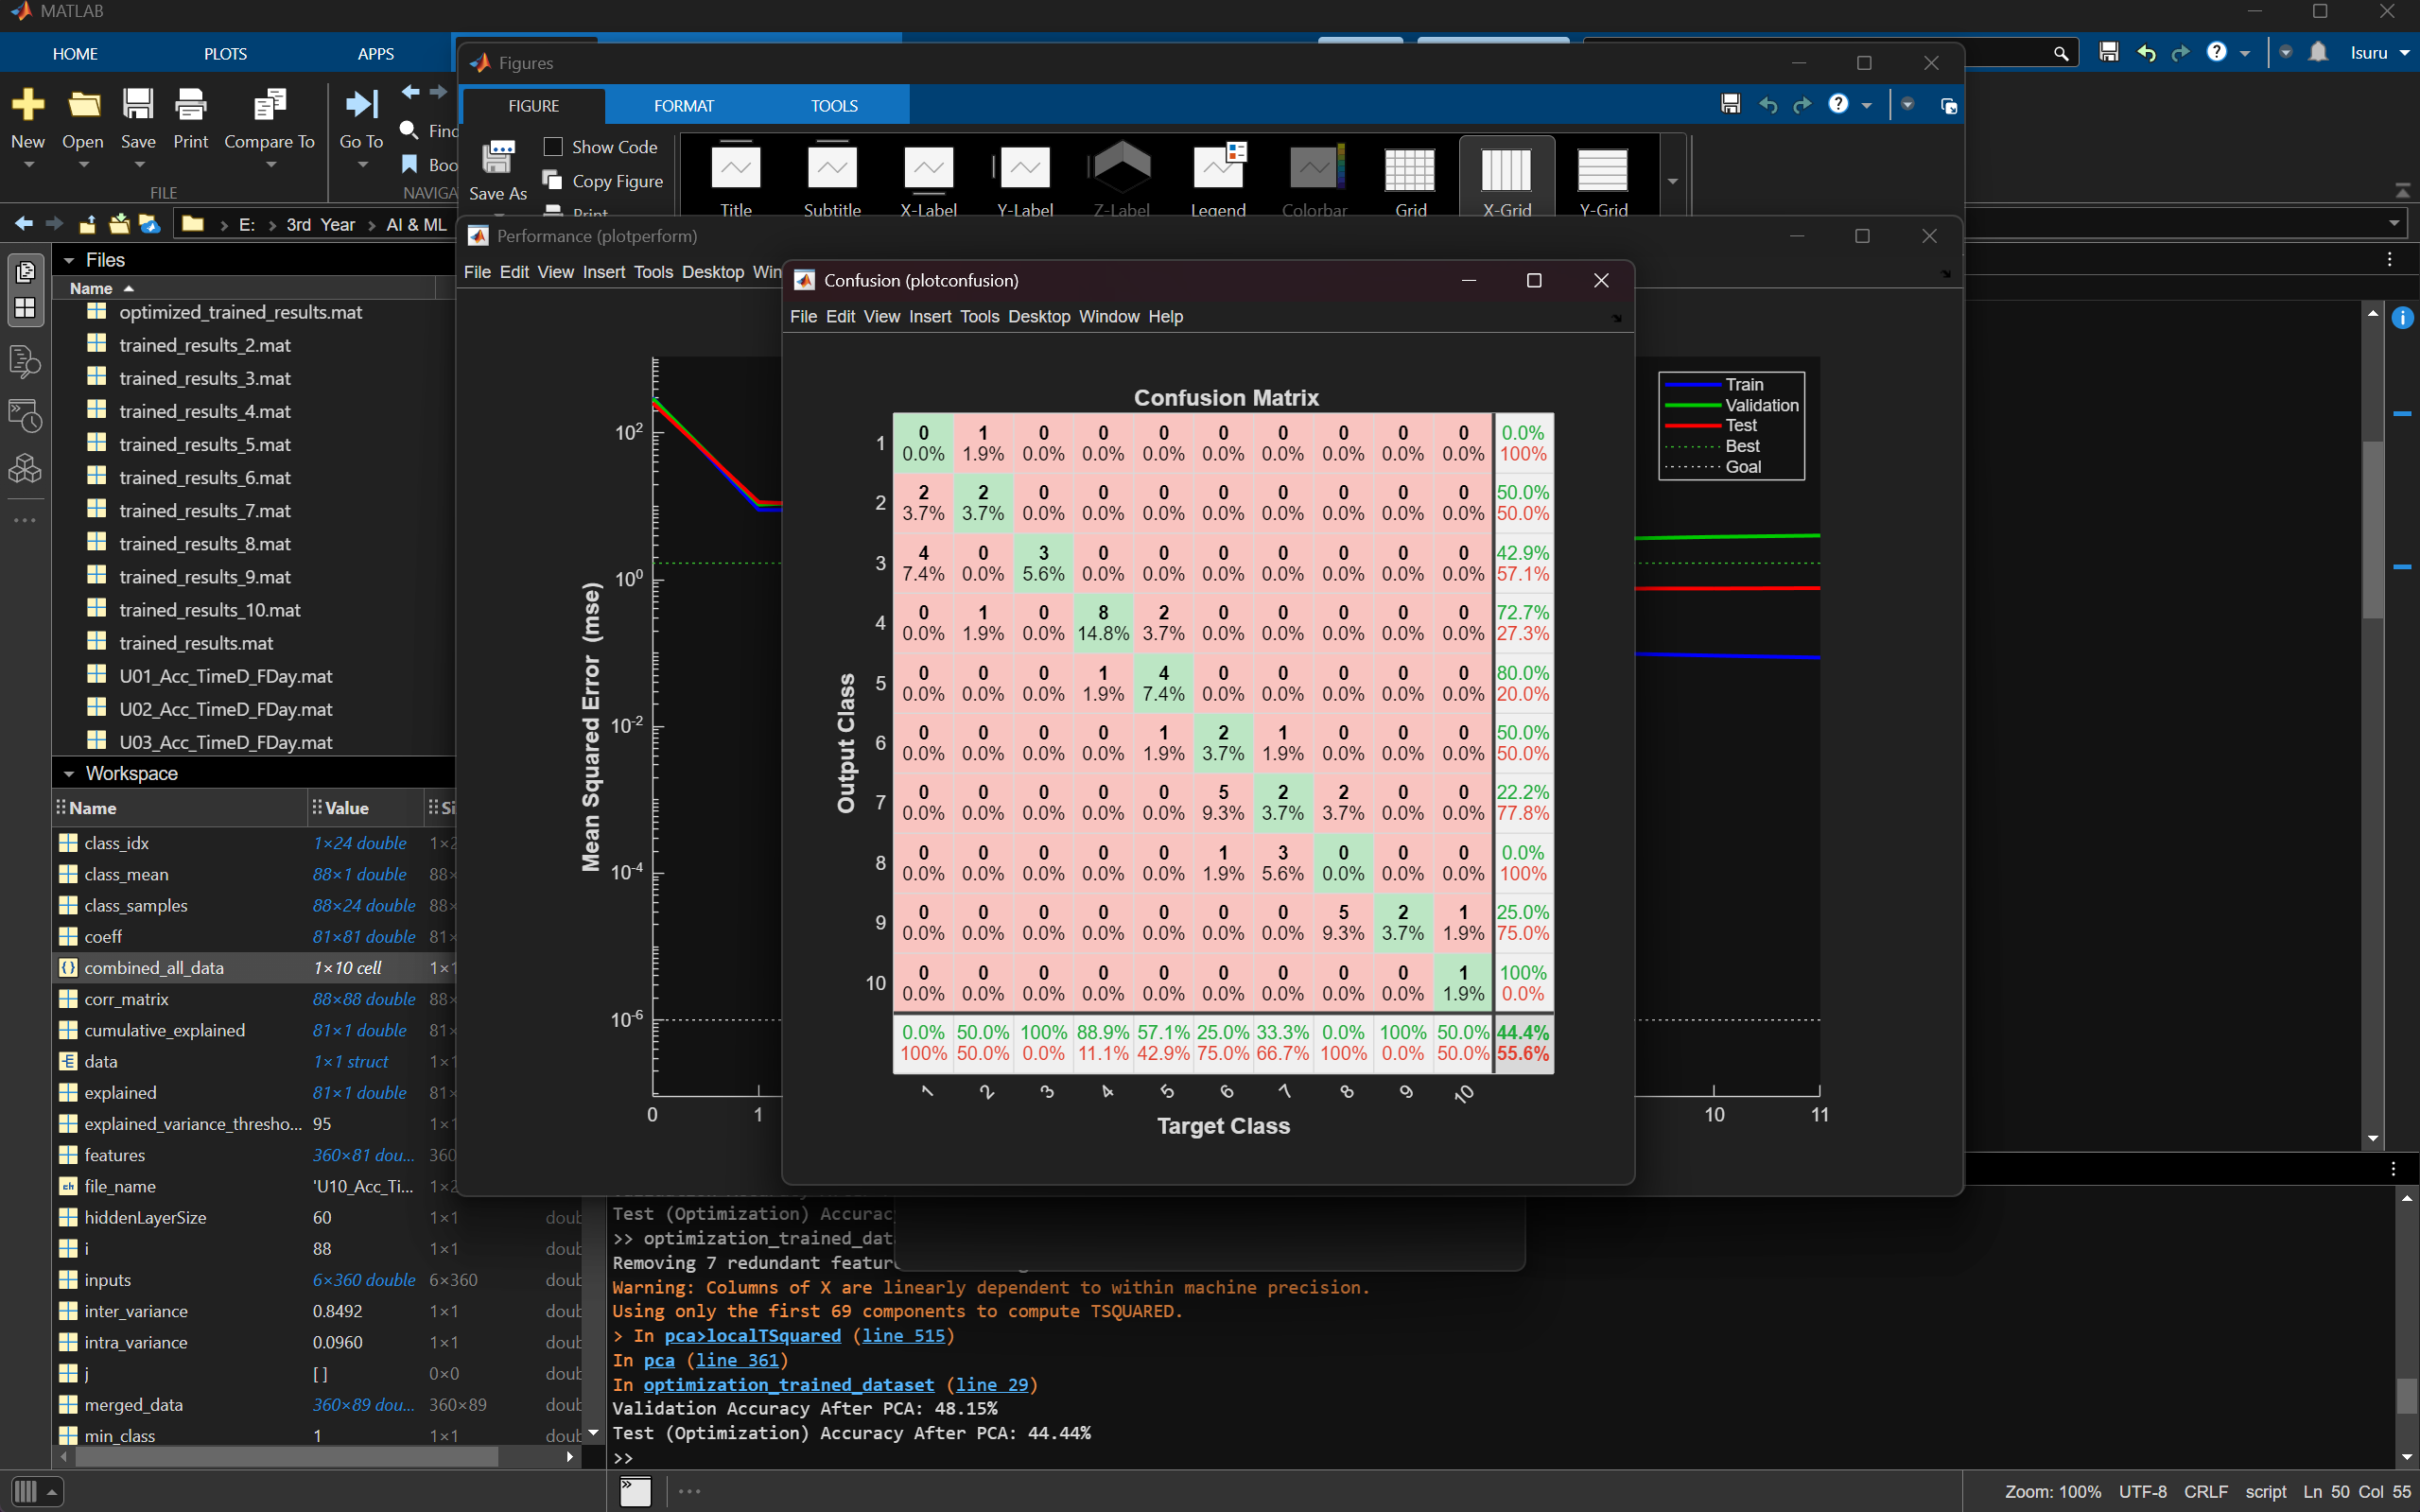 MATLAB
HOME PLOTS APPS
Isuru
New Open Save Print Compare To Go To Find
FILE
E: 3rd Year AI & ML
Files
Name
optimized_trained_results.mat
trained_results_2.mat
trained_results_3.mat
trained_results_4.mat
trained_results_5.mat
trained_results_6.mat
trained_results_7.mat
trained_results_8.mat
trained_results_9.mat
trained_results_10.mat
trained_results.mat
U01_Acc_TimeD_FDay.mat
U02_Acc_TimeD_FDay.mat
U03_Acc_TimeD_FDay.mat
Workspace
Name Value
class_idx 1×24 double
class_mean 88×1 double
class_samples 88×24 double
coeff 81×81 double
combined_all_data 1×10 cell
corr_matrix 88×88 double
cumulative_explained 81×1 double
data 1×1 struct
explained 81×1 double
explained_variance_thresho... 95
features 360×81 dou...
file_name 'U10_Acc_Ti...
hiddenLayerSize 60 1×1
i 88 1×1
inputs 6×360 double 6×360
inter_variance 0.8492 1×1
intra_variance 0.0960 1×1
j [] 0×0
merged_data 360×89 dou... 360×89
min_class 1 1×1
Figures
FIGURE FORMAT TOOLS
Save As Show Code
Copy Figure
Print
Title Subtitle X-Label Y-Label Z-Label Legend Colorbar Grid X-Grid Y-Grid
Performance (plotperform)
File Edit View Insert Tools Desktop
Mean Squared Error (mse)
10²
10⁰
10⁻²
10⁻⁴
10⁻⁶
0 1 10 11
Train
Validation
Test
Best
Goal
Confusion (plotconfusion)
File Edit View Insert Tools Desktop Window Help
Confusion Matrix
Output Class
1 0 1 0 0 0 0 0 0 0 0 0.0%
0.0% 1.9% 0.0% 0.0% 0.0% 0.0% 0.0% 0.0% 0.0% 0.0% 100%
2 2 2 0 0 0 0 0 0 0 0 50.0%
3.7% 3.7% 0.0% 0.0% 0.0% 0.0% 0.0% 0.0% 0.0% 0.0% 50.0%
3 4 0 3 0 0 0 0 0 0 0 42.9%
7.4% 0.0% 5.6% 0.0% 0.0% 0.0% 0.0% 0.0% 0.0% 0.0% 57.1%
4 0 1 0 8 2 0 0 0 0 0 72.7%
0.0% 1.9% 0.0% 14.8% 3.7% 0.0% 0.0% 0.0% 0.0% 0.0% 27.3%
5 0 0 0 1 4 0 0 0 0 0 80.0%
0.0% 0.0% 0.0% 1.9% 7.4% 0.0% 0.0% 0.0% 0.0% 0.0% 20.0%
6 0 0 0 0 1 2 1 0 0 0 50.0%
0.0% 0.0% 0.0% 0.0% 1.9% 3.7% 1.9% 0.0% 0.0% 0.0% 50.0%
7 0 0 0 0 0 5 2 2 0 0 22.2%
0.0% 0.0% 0.0% 0.0% 0.0% 9.3% 3.7% 3.7% 0.0% 0.0% 77.8%
8 0 0 0 0 0 1 3 0 0 0 0.0%
0.0% 0.0% 0.0% 0.0% 0.0% 1.9% 5.6% 0.0% 0.0% 0.0% 100%
9 0 0 0 0 0 0 0 5 2 1 25.0%
0.0% 0.0% 0.0% 0.0% 0.0% 0.0% 0.0% 9.3% 3.7% 1.9% 75.0%
10 0 0 0 0 0 0 0 0 0 1 100%
0.0% 0.0% 0.0% 0.0% 0.0% 0.0% 0.0% 0.0% 0.0% 1.9% 0.0%
0.0% 50.0% 100% 88.9% 57.1% 25.0% 33.3% 0.0% 100% 50.0% 44.4%
100% 50.0% 0.0% 11.1% 42.9% 75.0% 66.7% 100% 0.0% 50.0% 55.6%
1 2 3 4 5 6 7 8 9 10
Target Class
Test (Optimization) Accurac
>> optimization_trained_dat
Removing 7 redundant featur
Warning: Columns of X are linearly dependent to within machine precision.
Using only the first 69 components to compute TSQUARED.
> In pca>localTSquared (line 515)
In pca (line 361)
In optimization_trained_dataset (line 29)
Validation Accuracy After PCA: 48.15%
Test (Optimization) Accuracy After PCA: 44.44%
>>
Zoom: 100% UTF-8 CRLF script Ln 50 Col 55